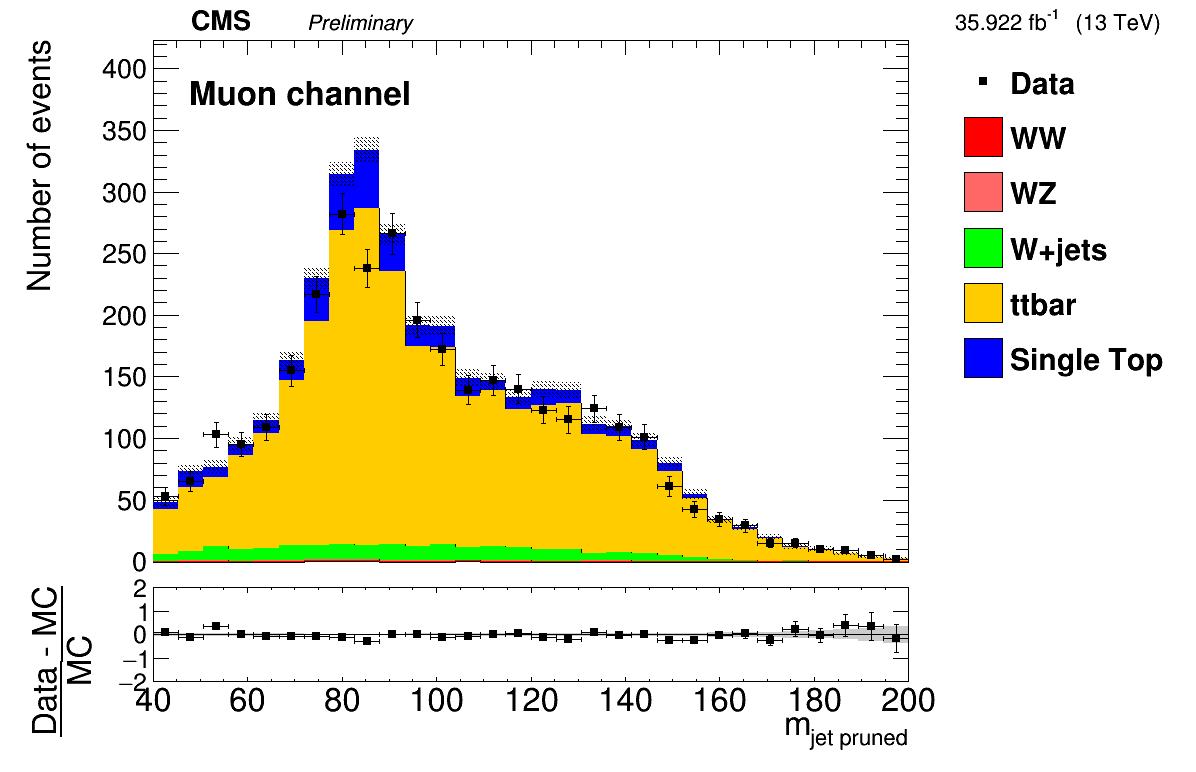 CMS Preliminary 35.922 fb-1 (13 TeV)
Number of events
400
350
300
250
200
150
100
50
0
Muon channel
Data
WW
WZ
W+jets
ttbar
Single Top
Data - MC
MC
2
1
0
−1
−2
40 60 80 100 120 140 160 180 200
mjet pruned